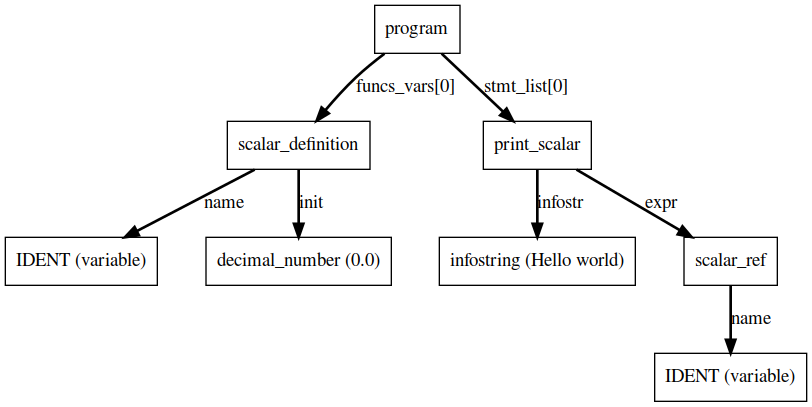 program
funcs_vars[0]
stmt_list[0]
scalar_definition
print_scalar
name
init
infostr
expr
IDENT (variable)
decimal_number (0.0)
infostring (Hello world)
scalar_ref
name
IDENT (variable)